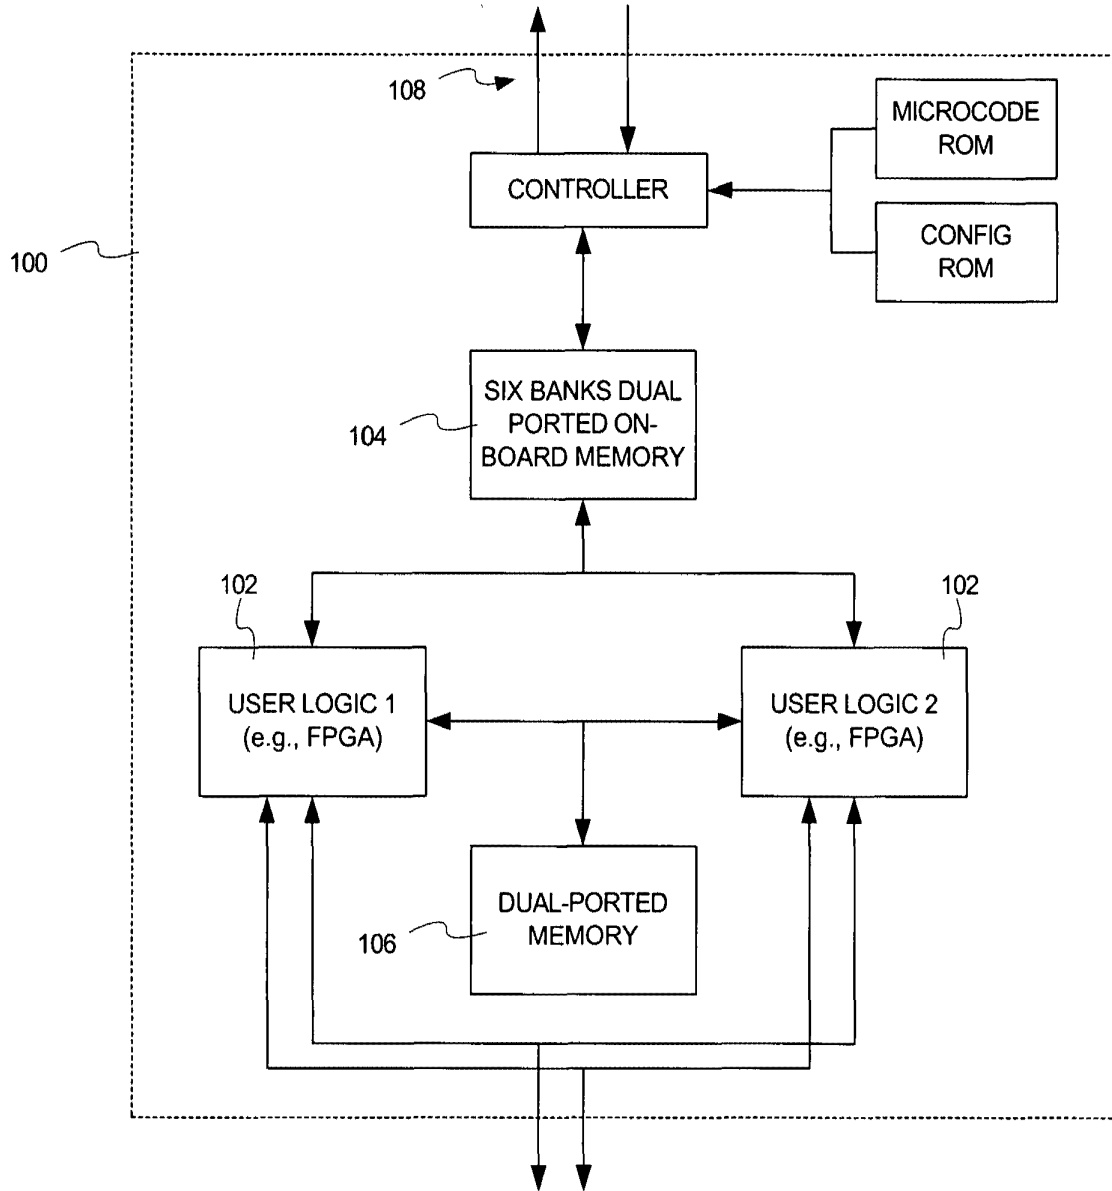 108
MICROCODE
ROM
CONTROLLER
CONFIG
ROM
100
SIX BANKS DUAL
PORTED ON-
BOARD MEMORY
104
102
102
USER LOGIC 1
(e.g., FPGA)
USER LOGIC 2
(e.g., FPGA)
DUAL-PORTED
MEMORY
106